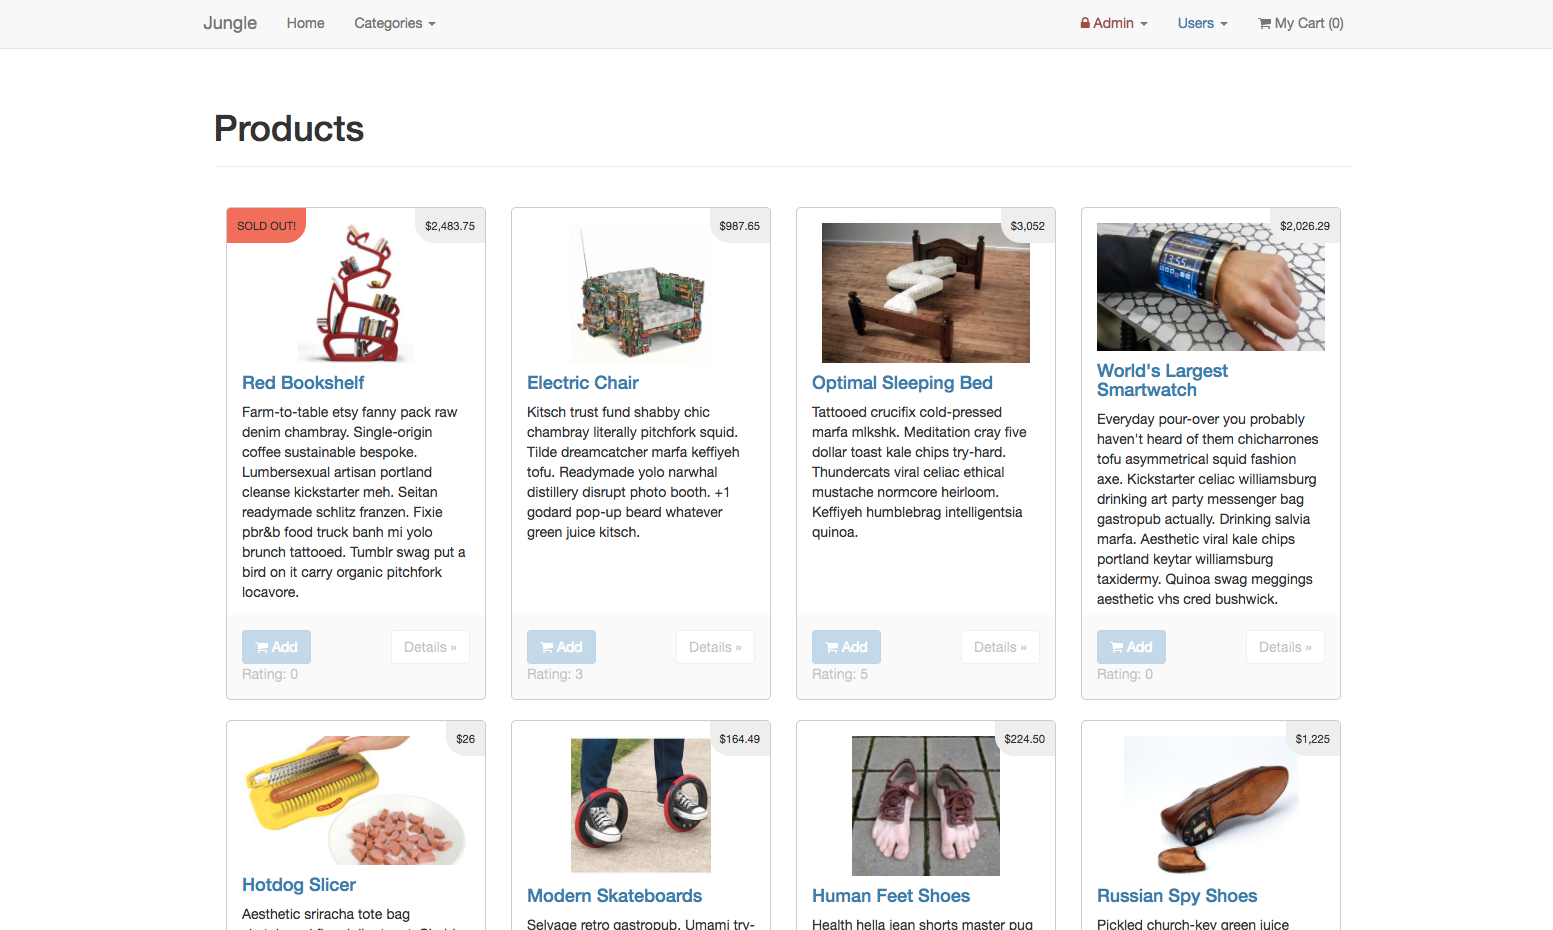 Jungle Home Categories Admin Users My Cart (0)
Products
SOLD OUT! $2,483.75
Red Bookshelf
Farm-to-table etsy fanny pack raw
denim chambray. Single-origin
coffee sustainable bespoke.
Lumbersexual artisan portland
cleanse kickstarter meh. Seitan
readymade schlitz franzen. Fixie
pbr&b food truck banh mi yolo
brunch tattooed. Tumblr swag put a
bird on it carry organic pitchfork
locavore.
Add Details »
Rating: 0
$987.65
Electric Chair
Kitsch trust fund shabby chic
chambray literally pitchfork squid.
Tilde dreamcatcher marfa keffiyeh
tofu. Readymade yolo narwhal
distillery disrupt photo booth. +1
godard pop-up beard whatever
green juice kitsch.
Add Details »
Rating: 3
$3,052
Optimal Sleeping Bed
Tattooed crucifix cold-pressed
marfa mlkshk. Meditation cray five
dollar toast kale chips try-hard.
Thundercats viral celiac ethical
mustache normcore heirloom.
Keffiyeh humblebrag intelligentsia
quinoa.
Add Details »
Rating: 5
$2,026.29
13:55
World's Largest
Smartwatch
Everyday pour-over you probably
haven't heard of them chicharrones
tofu asymmetrical squid fashion
axe. Kickstarter celiac williamsburg
drinking art party messenger bag
gastropub actually. Drinking salvia
marfa. Aesthetic viral kale chips
portland keytar williamsburg
taxidermy. Quinoa swag meggings
aesthetic vhs cred bushwick.
Add Details »
Rating: 0
$26
Hotdog Slicer
Aesthetic sriracha tote bag
$164.49
Modern Skateboards
Selvage retro gastropub. Umami try-
$224.50
Human Feet Shoes
Health hella jean shorts master pug
$1,225
Russian Spy Shoes
Pickled church-key green juice